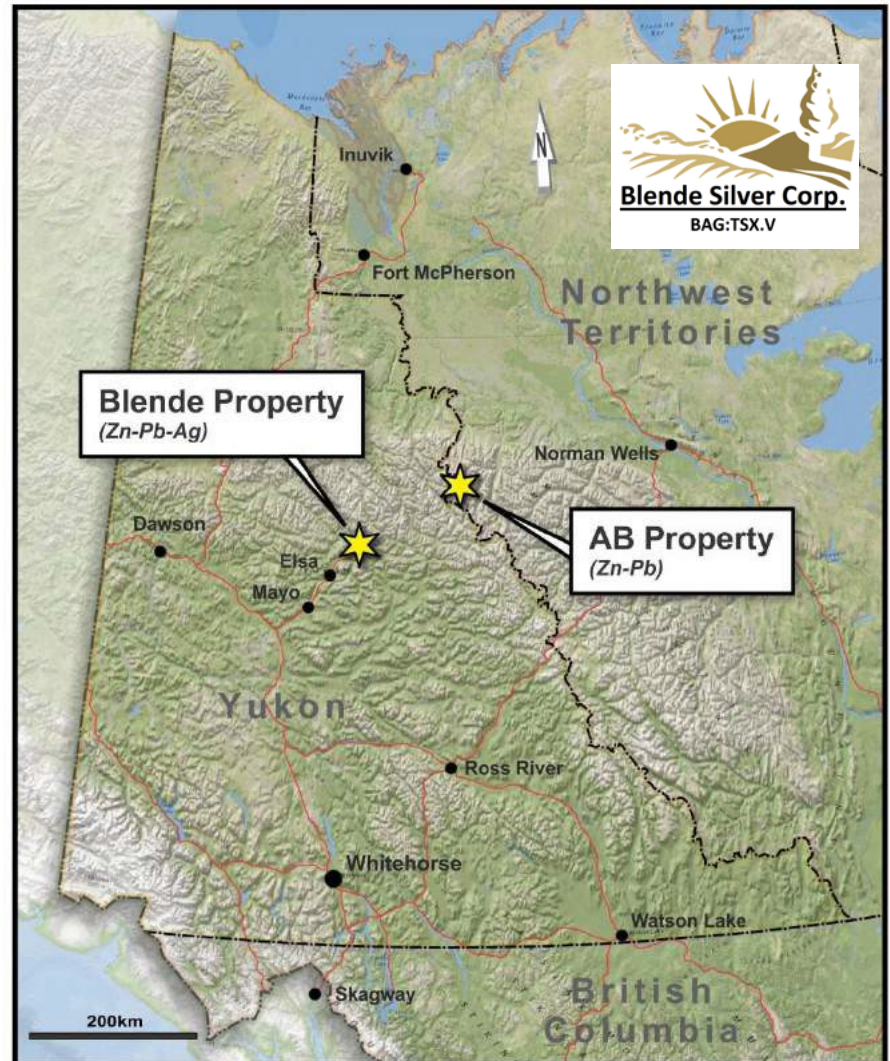 Inuvik
N
Blende Silver Corp.
BAG:TSX.V
Fort McPherson
Northwest
Territories
Blende Property
(Zn-Pb-Ag)
Norman Wells
Dawson
AB Property
(Zn-Pb)
Elsa
Mayo
Yukon
Ross River
Whitehorse
Watson Lake
Skagway
British
Columbia
200km